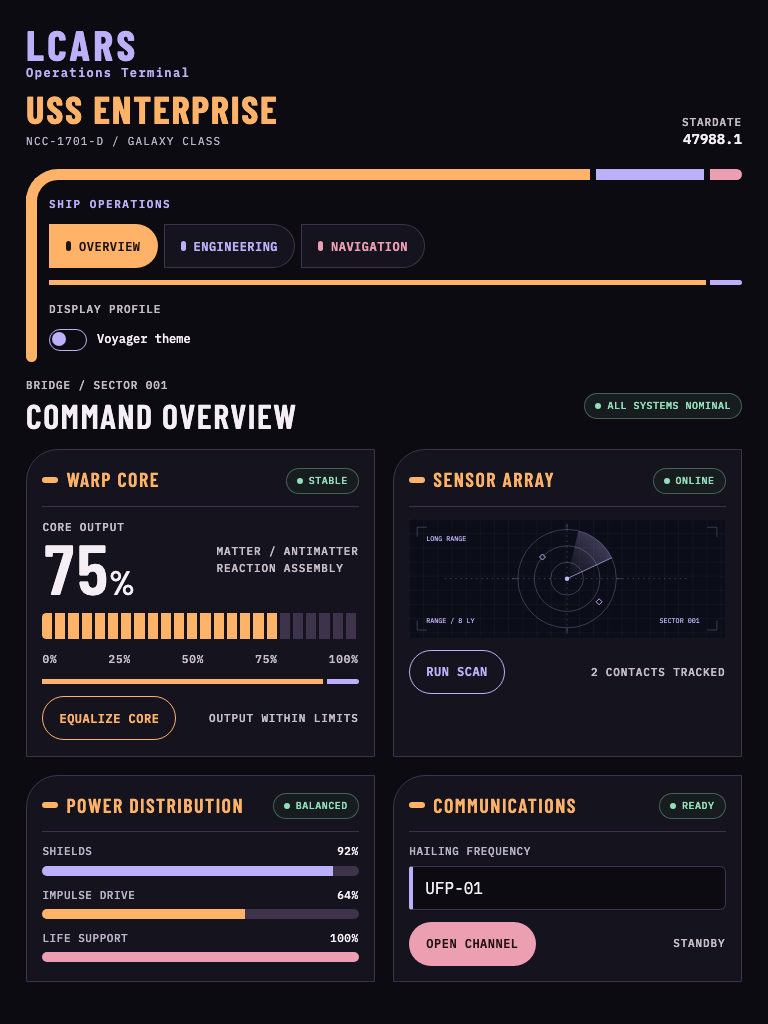 LCARS
Operations Terminal
USS ENTERPRISE
NCC-1701-D / GALAXY CLASS
STARDATE
47988.1
SHIP OPERATIONS
OVERVIEW
ENGINEERING
NAVIGATION
DISPLAY PROFILE
Voyager theme
BRIDGE / SECTOR 001
COMMAND OVERVIEW
ALL SYSTEMS NOMINAL
WARP CORE
STABLE
CORE OUTPUT
75%
MATTER / ANTIMATTER
REACTION ASSEMBLY
0% 25% 50% 75% 100%
EQUALIZE CORE
OUTPUT WITHIN LIMITS
SENSOR ARRAY
ONLINE
LONG RANGE
RANGE / 8 LY
SECTOR 001
RUN SCAN
2 CONTACTS TRACKED
POWER DISTRIBUTION
BALANCED
SHIELDS 92%
IMPULSE DRIVE 64%
LIFE SUPPORT 100%
COMMUNICATIONS
READY
HAILING FREQUENCY
UFP-01
OPEN CHANNEL
STANDBY